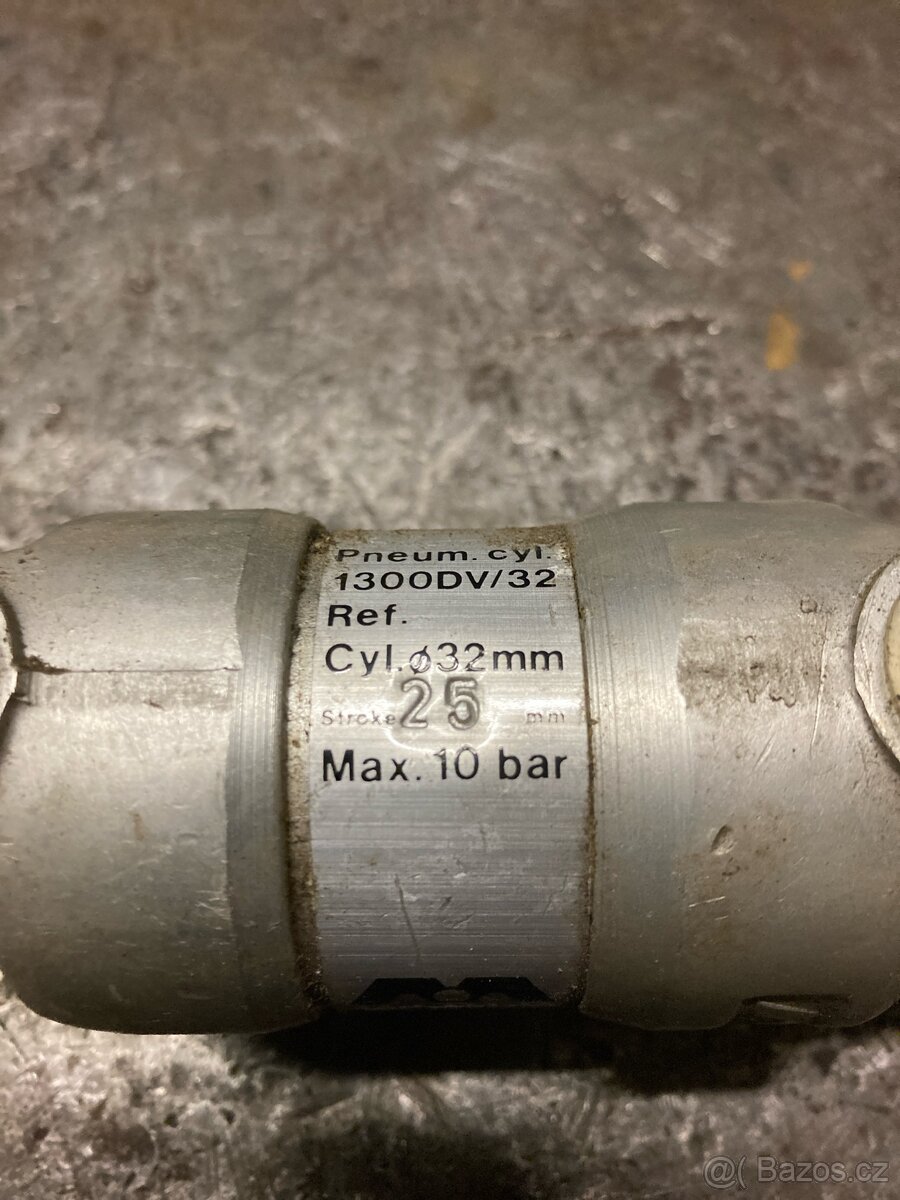 Pneum. cyl.
1300DV/32
Ref.
Cyl.ø32mm
Stroke 25 mm
Max. 10 bar
@( Bazos.cz